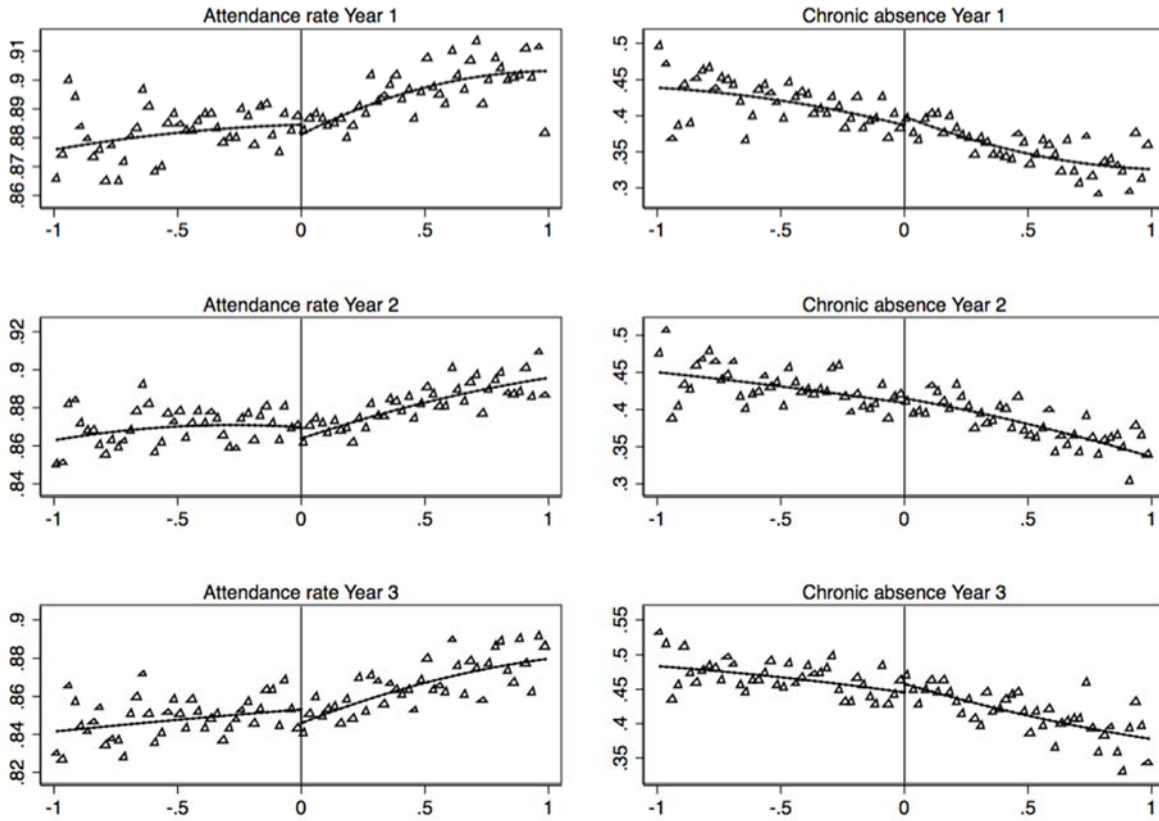 Attendance rate Year 1
.86 .87 .88 .89 .9 .91
-1 -.5 0 .5 1
Chronic absence Year 1
.3 .35 .4 .45 .5
-1 -.5 0 .5 1
Attendance rate Year 2
.84 .86 .88 .9 .92
-1 -.5 0 .5 1
Chronic absence Year 2
.3 .35 .4 .45 .5
-1 -.5 0 .5 1
Attendance rate Year 3
.82 .84 .86 .88 .9
-1 -.5 0 .5 1
Chronic absence Year 3
.35 .4 .45 .5 .55
-1 -.5 0 .5 1